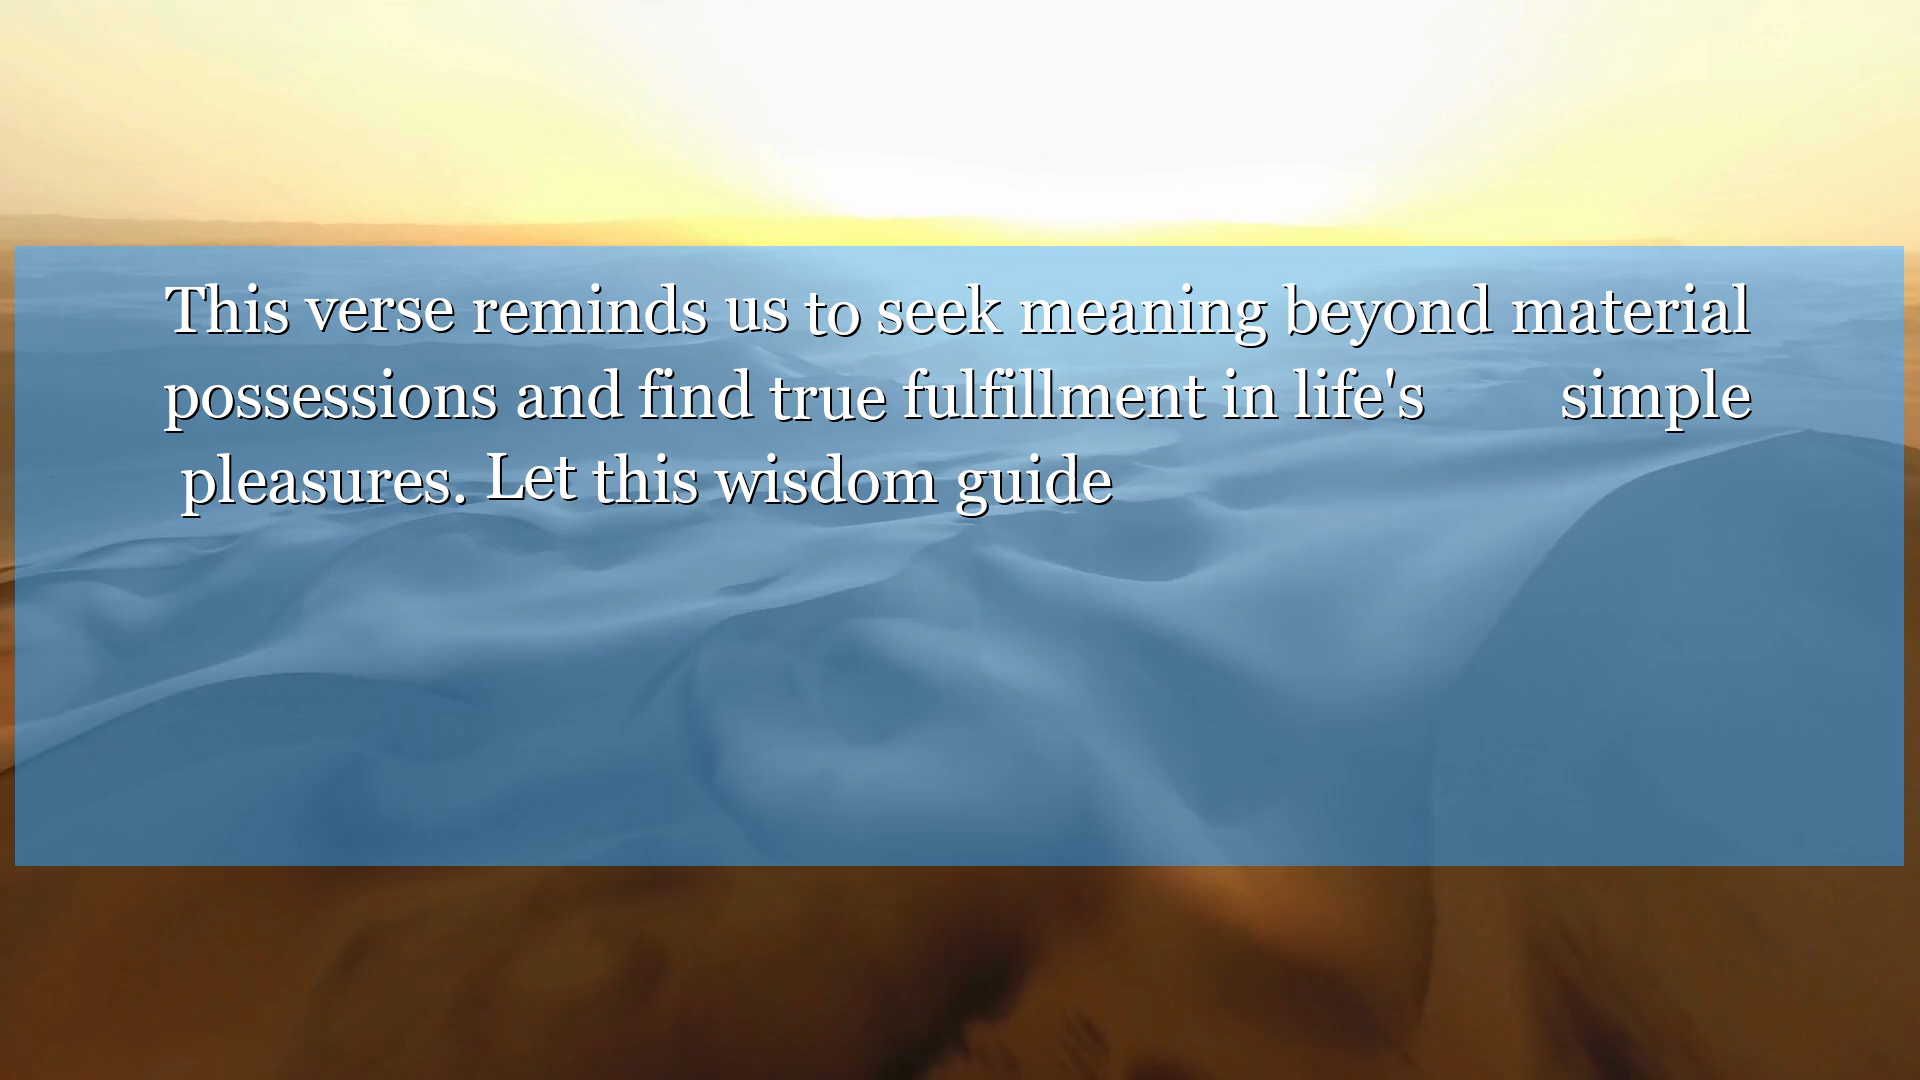 This verse reminds us to seek meaning beyond material
possessions and find true fulfillment in life's simple
pleasures. Let this wisdom guide